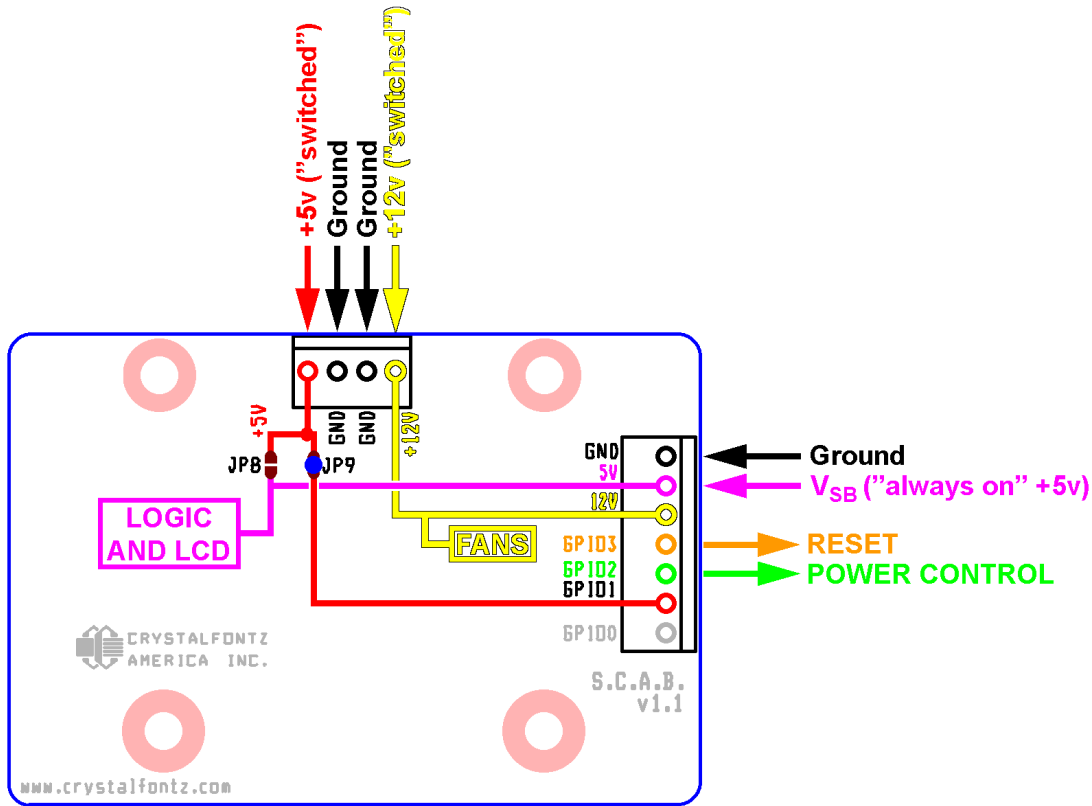 +5v (”switched”)
Ground
Ground
+12v (”switched”)
+5V
GND
GND
+12V
JP8
JP9
GND
5V
12V
GPIO3
GPIO2
GPIO1
GPIO0
Ground
VSB (”always on” +5v)
RESET
POWER CONTROL
LOGIC
AND LCD
FANS
CRYSTALFONTZ
AMERICA INC.
S.C.A.B.
v1.1
www.crystalfontz.com